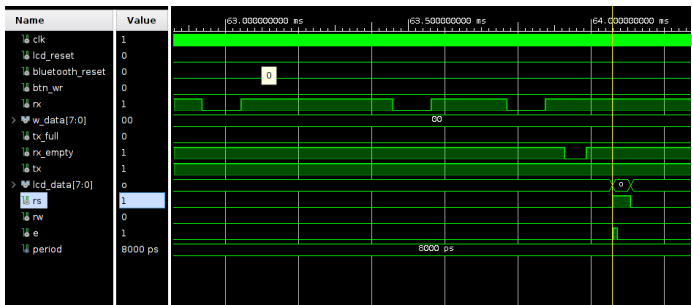 Name Value
63.000000000 ms 63.500000000 ms 64.000000000 ms
clk 1
lcd_reset 0
bluetooth_reset 0
0
btn_wr 0
rx 1
w_data[7:0] 00 00
tx_full 0
rx_empty 1
tx 1
lcd_data[7:0] o o
rs 1
rw 0
e 1
period 8000 ps 8000 ps